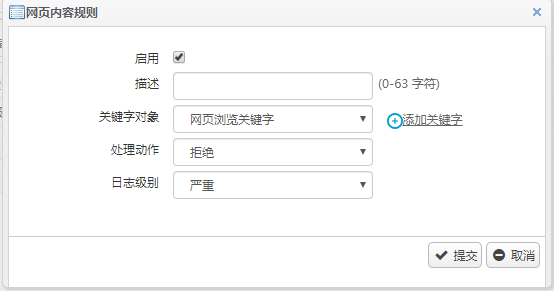 网页内容规则
启用
描述 (0-63 字符)
关键字对象 网页浏览关键字 添加关键字
处理动作 拒绝
日志级别 严重
提交 取消